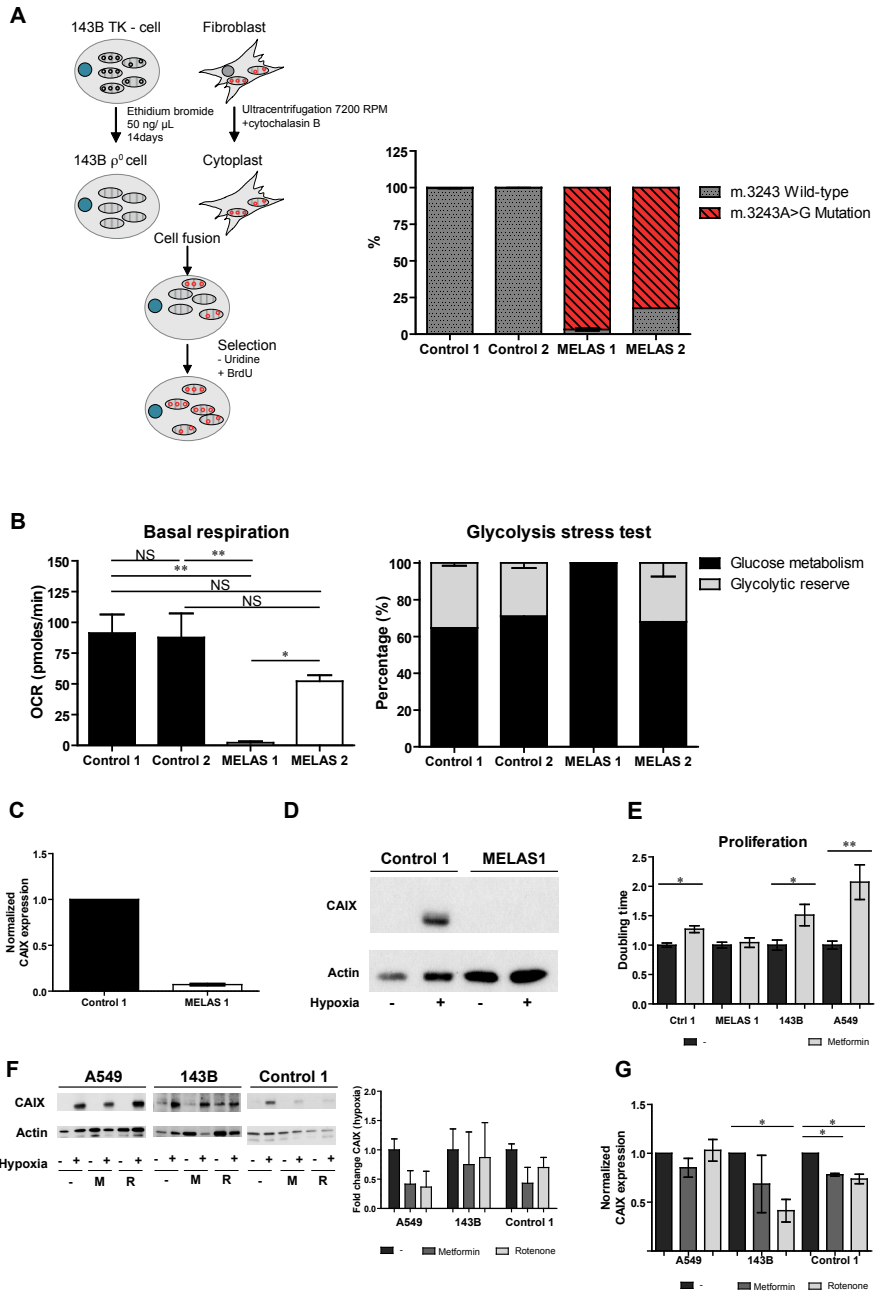 A
143B TK - cell
Fibroblast
Ethidium bromide
50 ng/ µL
14days
Ultracentrifugation 7200 RPM
+cytochalasin B
143B ρ⁰ cell
Cytoplast
Cell fusion
Selection
- Uridine
+ BrdU
125
100
75
50
25
0
%
Control 1 Control 2 MELAS 1 MELAS 2
m.3243 Wild-type
m.3243A>G Mutation
B
Basal respiration
NS **
**
NS
NS
*
150
125
100
75
50
25
0
OCR (pmoles/min)
Control 1 Control 2 MELAS 1 MELAS 2
Glycolysis stress test
100
80
60
40
20
0
Percentage (%)
Control 1 Control 2 MELAS 1 MELAS 2
Glucose metabolism
Glycolytic reserve
C
1.5
1.0
0.5
0.0
Normalized
CAIX expression
Control 1 MELAS 1
D
Control 1 MELAS1
CAIX
Actin
Hypoxia - + - +
E
Proliferation
* * **
2.5
2.0
1.5
1.0
0.5
0.0
Doubling time
Ctrl 1 MELAS 1 143B A549
- Metformin
F
A549 143B Control 1
CAIX
Actin
Hypoxia - + - + - + - + - + - + - + - + - +
- M R - M R - M R
1.5
1.0
0.5
0.0
Fold change CAIX (hypoxia)
A549 143B Control 1
- Metformin Rotenone
G
* *
*
1.5
1.0
0.5
0
Normalized
CAIX expression
A549 143B Control 1
- Metformin Rotenone